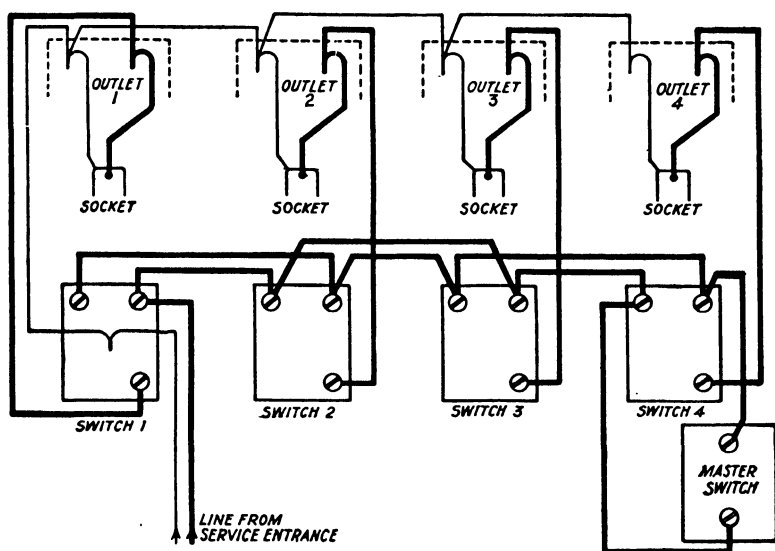 OUTLET
1
OUTLET
2
OUTLET
3
OUTLET
4
SOCKET
SOCKET
SOCKET
SOCKET
SWITCH 1
SWITCH 2
SWITCH 3
SWITCH 4
MASTER
SWITCH
LINE FROM
SERVICE ENTRANCE